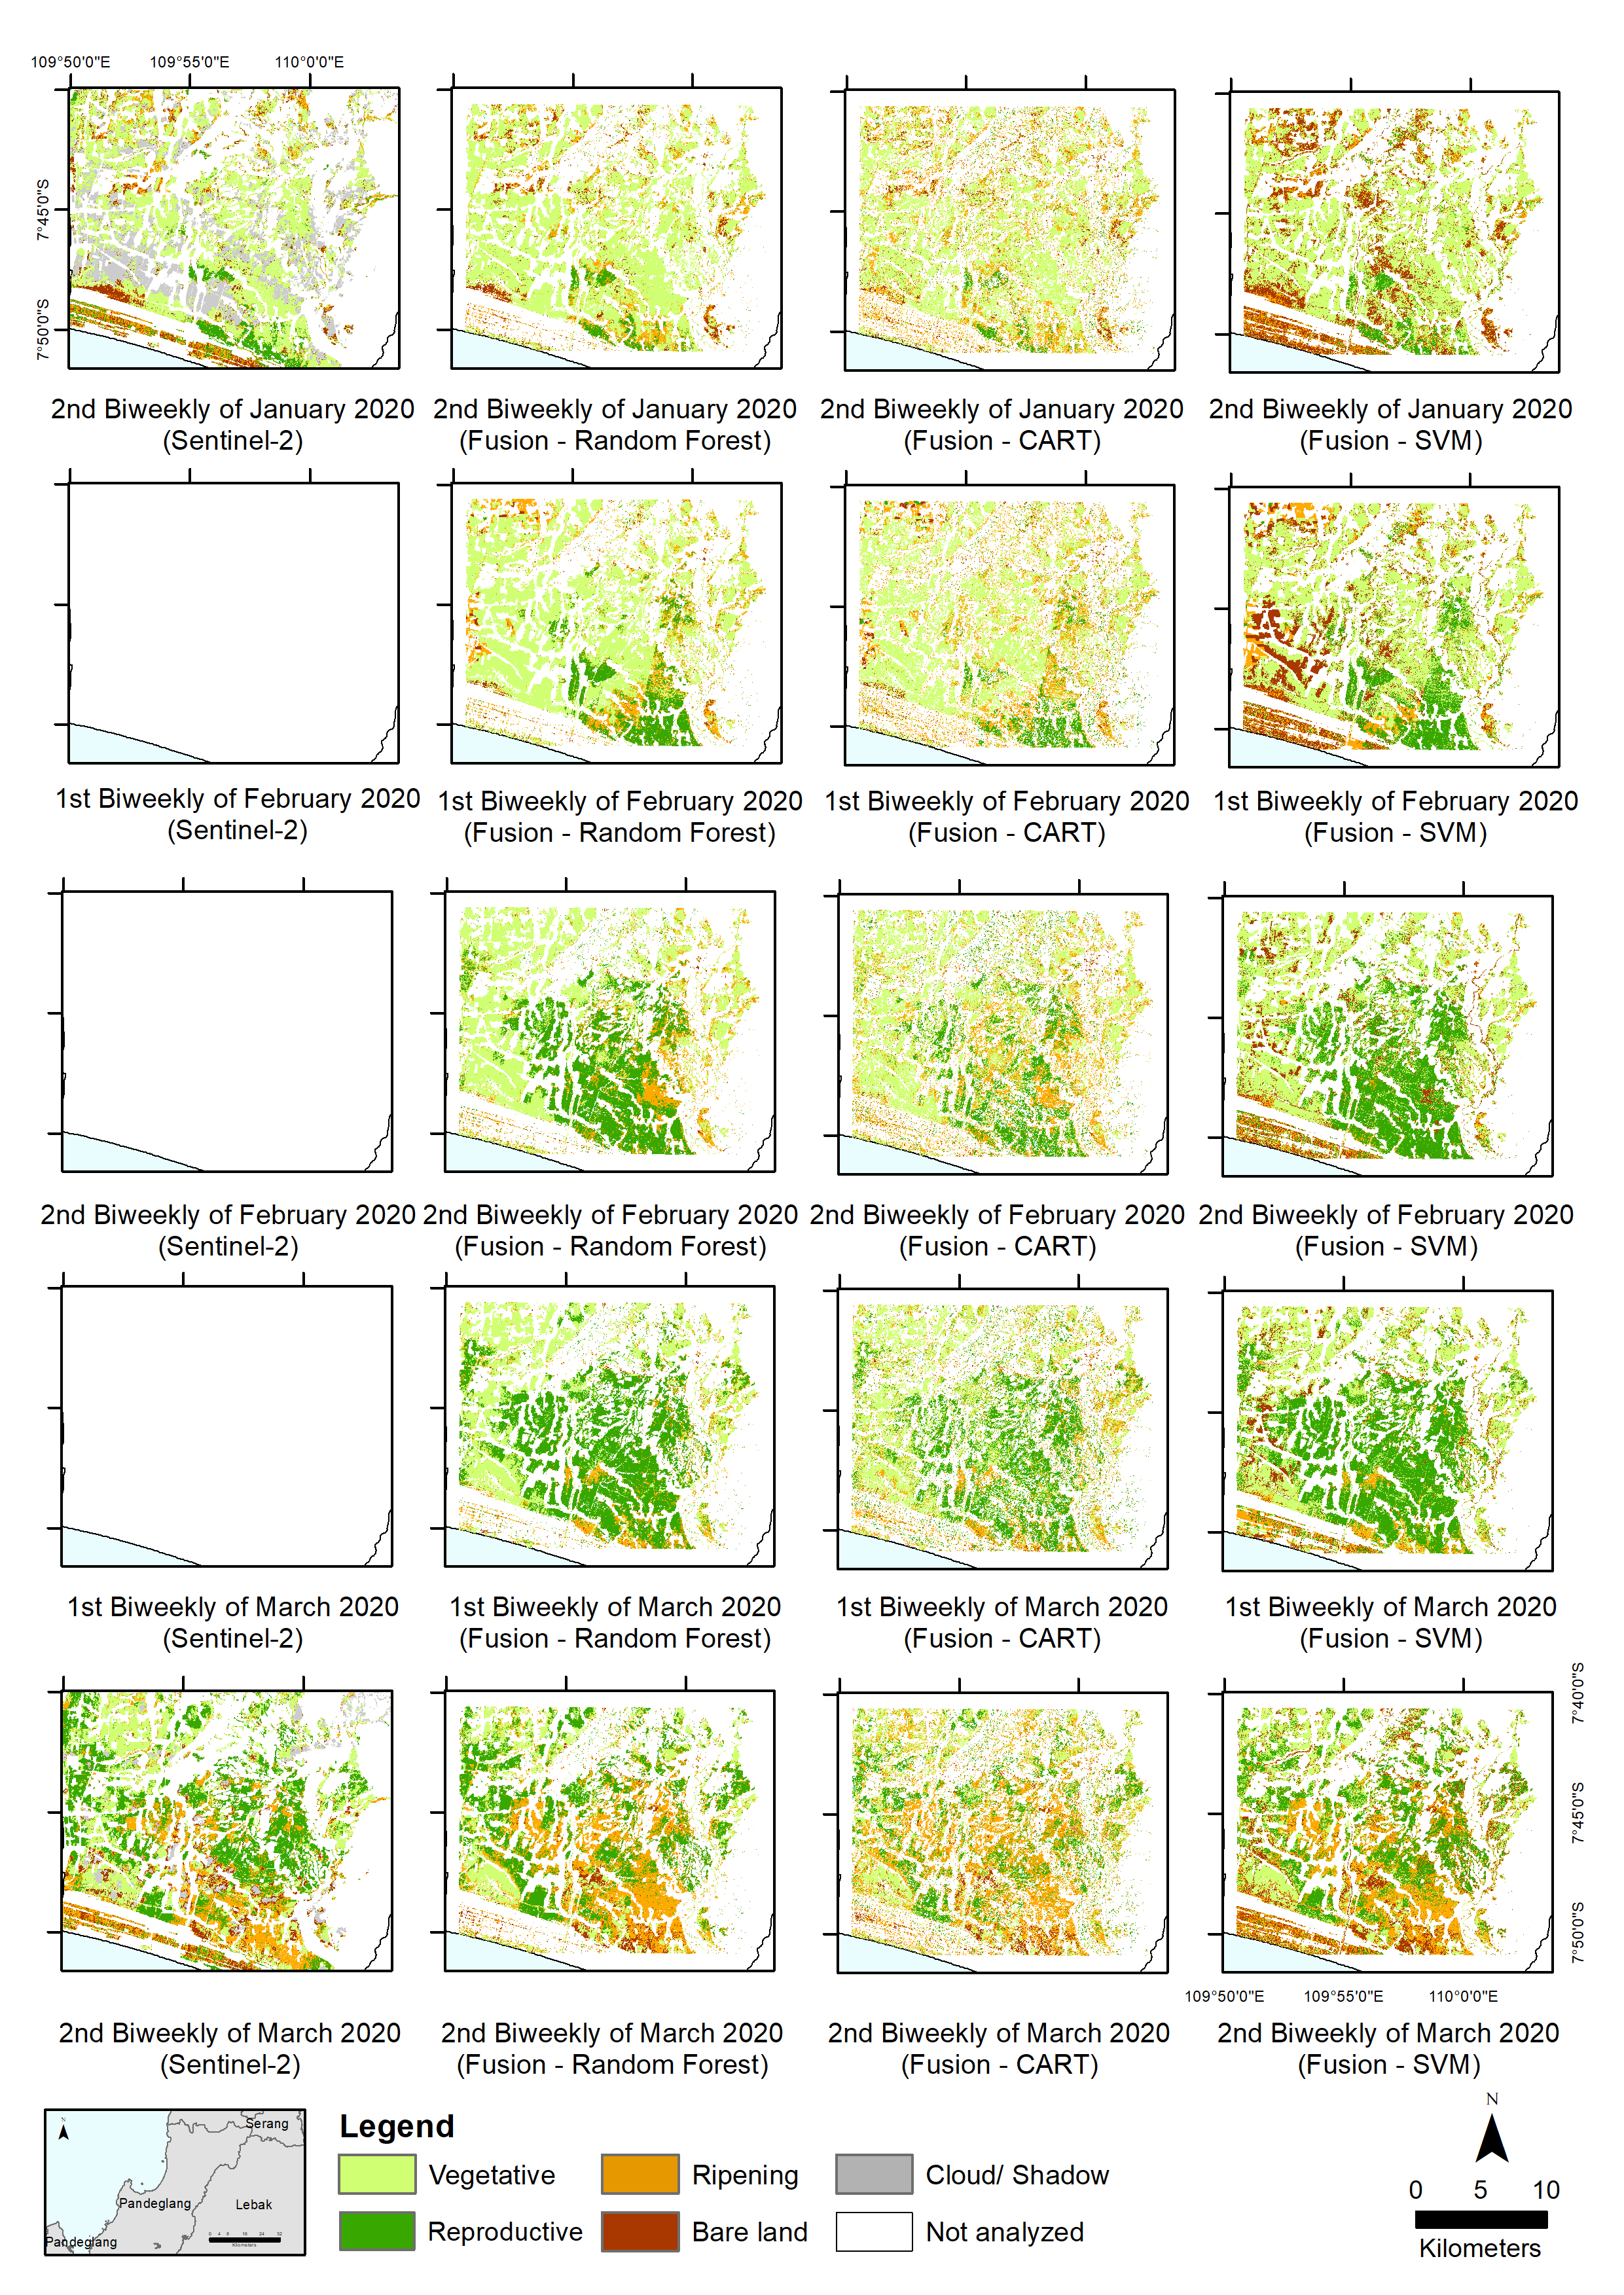 109°50'0"E 109°55'0"E 110°0'0"E
7°45'0"S
7°50'0"S
2nd Biweekly of January 2020
(Sentinel-2)
2nd Biweekly of January 2020
(Fusion - Random Forest)
2nd Biweekly of January 2020
(Fusion - CART)
2nd Biweekly of January 2020
(Fusion - SVM)
1st Biweekly of February 2020
(Sentinel-2)
1st Biweekly of February 2020
(Fusion - Random Forest)
1st Biweekly of February 2020
(Fusion - CART)
1st Biweekly of February 2020
(Fusion - SVM)
2nd Biweekly of February 2020
(Sentinel-2)
2nd Biweekly of February 2020
(Fusion - Random Forest)
2nd Biweekly of February 2020
(Fusion - CART)
2nd Biweekly of February 2020
(Fusion - SVM)
1st Biweekly of March 2020
(Sentinel-2)
1st Biweekly of March 2020
(Fusion - Random Forest)
1st Biweekly of March 2020
(Fusion - CART)
1st Biweekly of March 2020
(Fusion - SVM)
7°40'0"S
7°45'0"S
7°50'0"S
109°50'0"E 109°55'0"E 110°0'0"E
2nd Biweekly of March 2020
(Sentinel-2)
2nd Biweekly of March 2020
(Fusion - Random Forest)
2nd Biweekly of March 2020
(Fusion - CART)
2nd Biweekly of March 2020
(Fusion - SVM)
N
Serang
Pandeglang
Lebak
Pandeglang
0 4 8 16 24 32
Kilometers
Legend
Vegetative
Ripening
Cloud/ Shadow
Reproductive
Bare land
Not analyzed
N
0 5 10
Kilometers